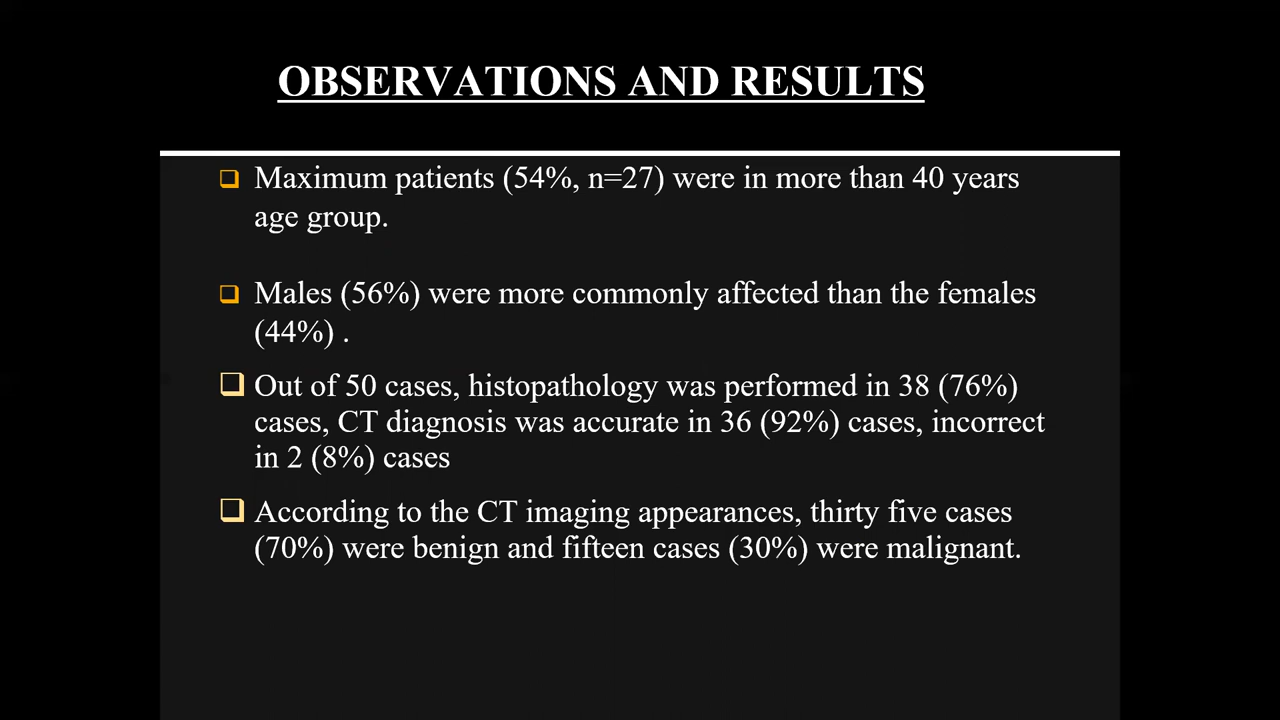 OBSERVATIONS AND RESULTS
Maximum patients (54%, n=27) were in more than 40 years
age group.
Males (56%) were more commonly affected than the females
(44%) .
Out of 50 cases, histopathology was performed in 38 (76%)
cases, CT diagnosis was accurate in 36 (92%) cases, incorrect
in 2 (8%) cases
According to the CT imaging appearances, thirty five cases
(70%) were benign and fifteen cases (30%) were malignant.